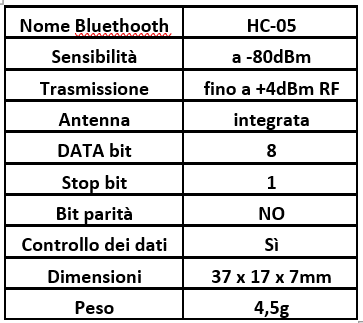 Nome Bluethooth HC-05
Sensibilità a -80dBm
Trasmissione fino a +4dBm RF
Antenna integrata
DATA bit 8
Stop bit 1
Bit parità NO
Controllo dei dati Sì
Dimensioni 37 x 17 x 7mm
Peso 4,5g